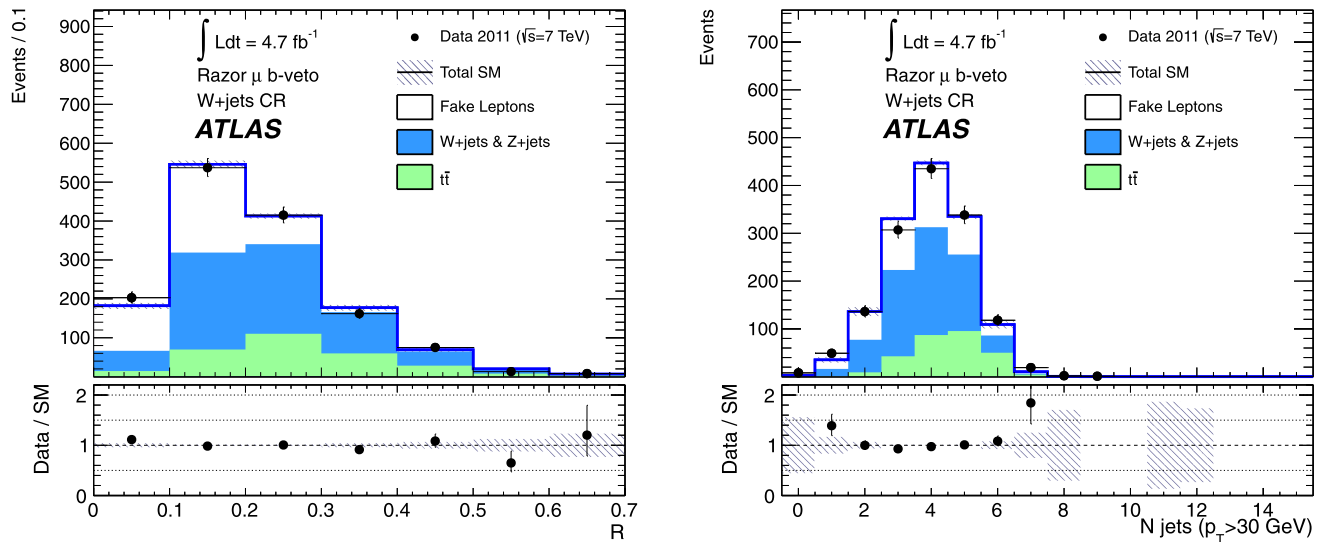 Events / 0.1
900
800
700
600
500
400
300
200
100
∫ Ldt = 4.7 fb⁻¹
Razor μ b-veto
W+jets CR
ATLAS
Data 2011 (√s=7 TeV)
Total SM
Fake Leptons
W+jets & Z+jets
tt̄
Data / SM
2
1
0
0 0.1 0.2 0.3 0.4 0.5 0.6 0.7
R
Events
700
600
500
400
300
200
100
∫ Ldt = 4.7 fb⁻¹
Razor μ b-veto
W+jets CR
ATLAS
Data 2011 (√s=7 TeV)
Total SM
Fake Leptons
W+jets & Z+jets
tt̄
Data / SM
2
1
0
0 2 4 6 8 10 12 14
N jets (p_T>30 GeV)